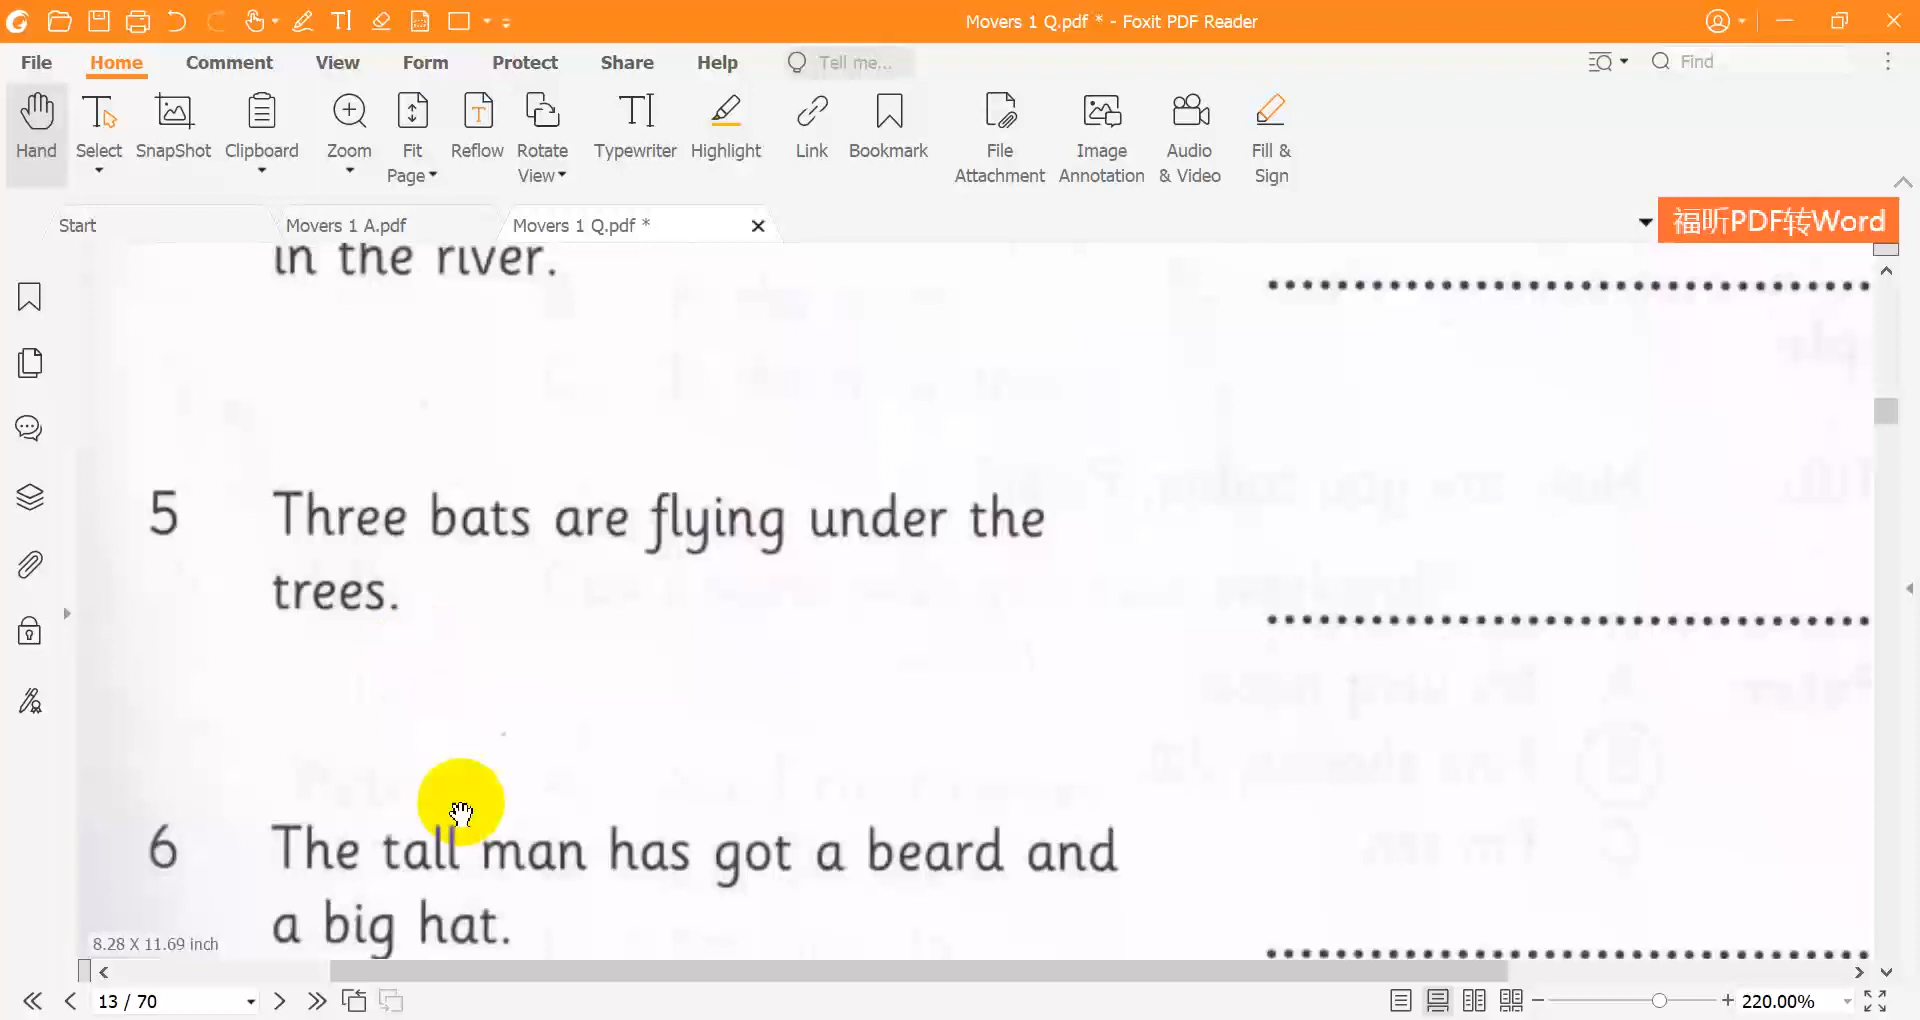 Movers 1 Q.pdf * - Foxit PDF Reader
File Home Comment View Form Protect Share Help Tell me... Find
Hand Select SnapShot Clipboard Zoom Fit Page Reflow Rotate View Typewriter Highlight Link Bookmark File Attachment Image Annotation Audio & Video Fill & Sign
Start Movers 1 A.pdf Movers 1 Q.pdf * 福昕PDF转Word
in the river.
5 Three bats are flying under the
trees.
6 The tall man has got a beard and
a big hat.
8.28 X 11.69 inch
13 / 70 220.00%